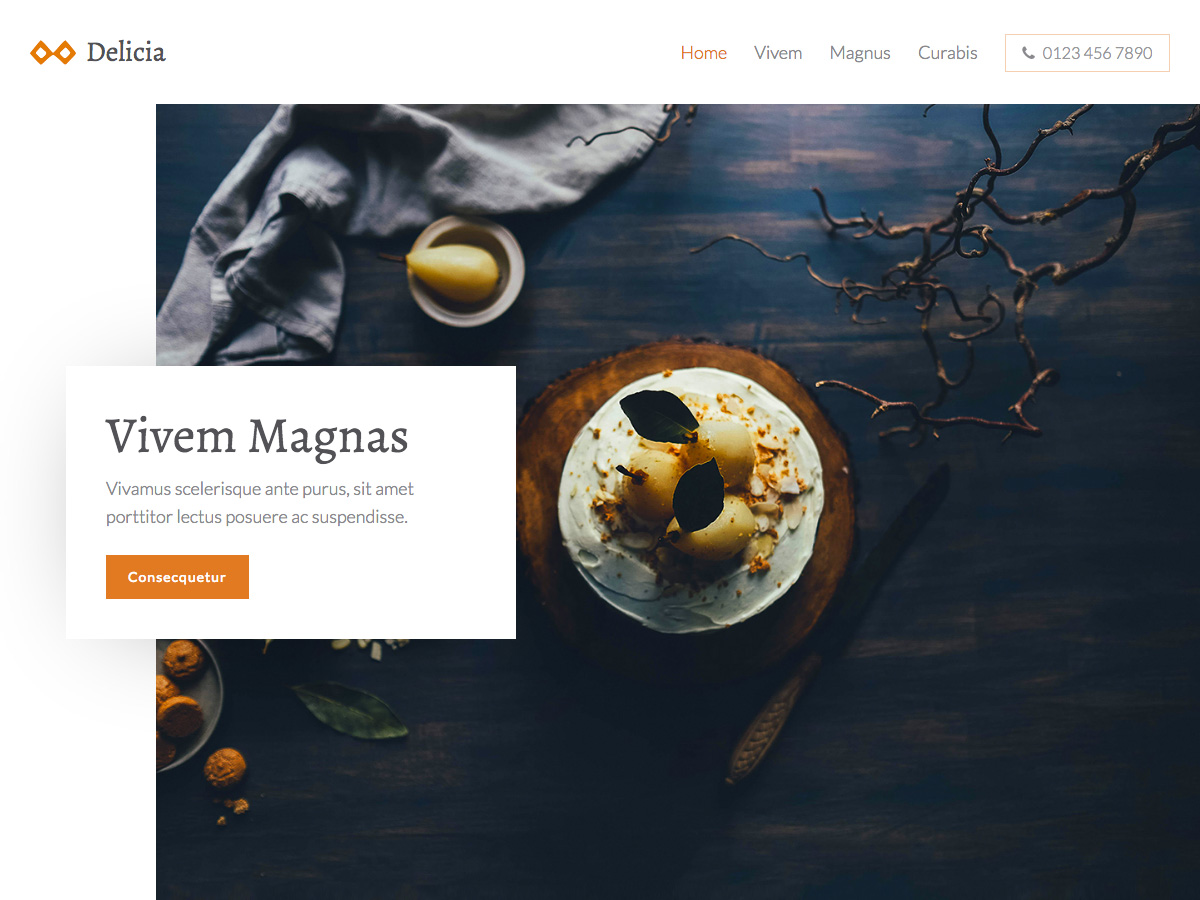 Delicia
Home Vivem Magnus Curabis 0123 456 7890
Vivem Magnas
Vivamus scelerisque ante purus, sit amet
porttitor lectus posuere ac suspendisse.
Consecquetur